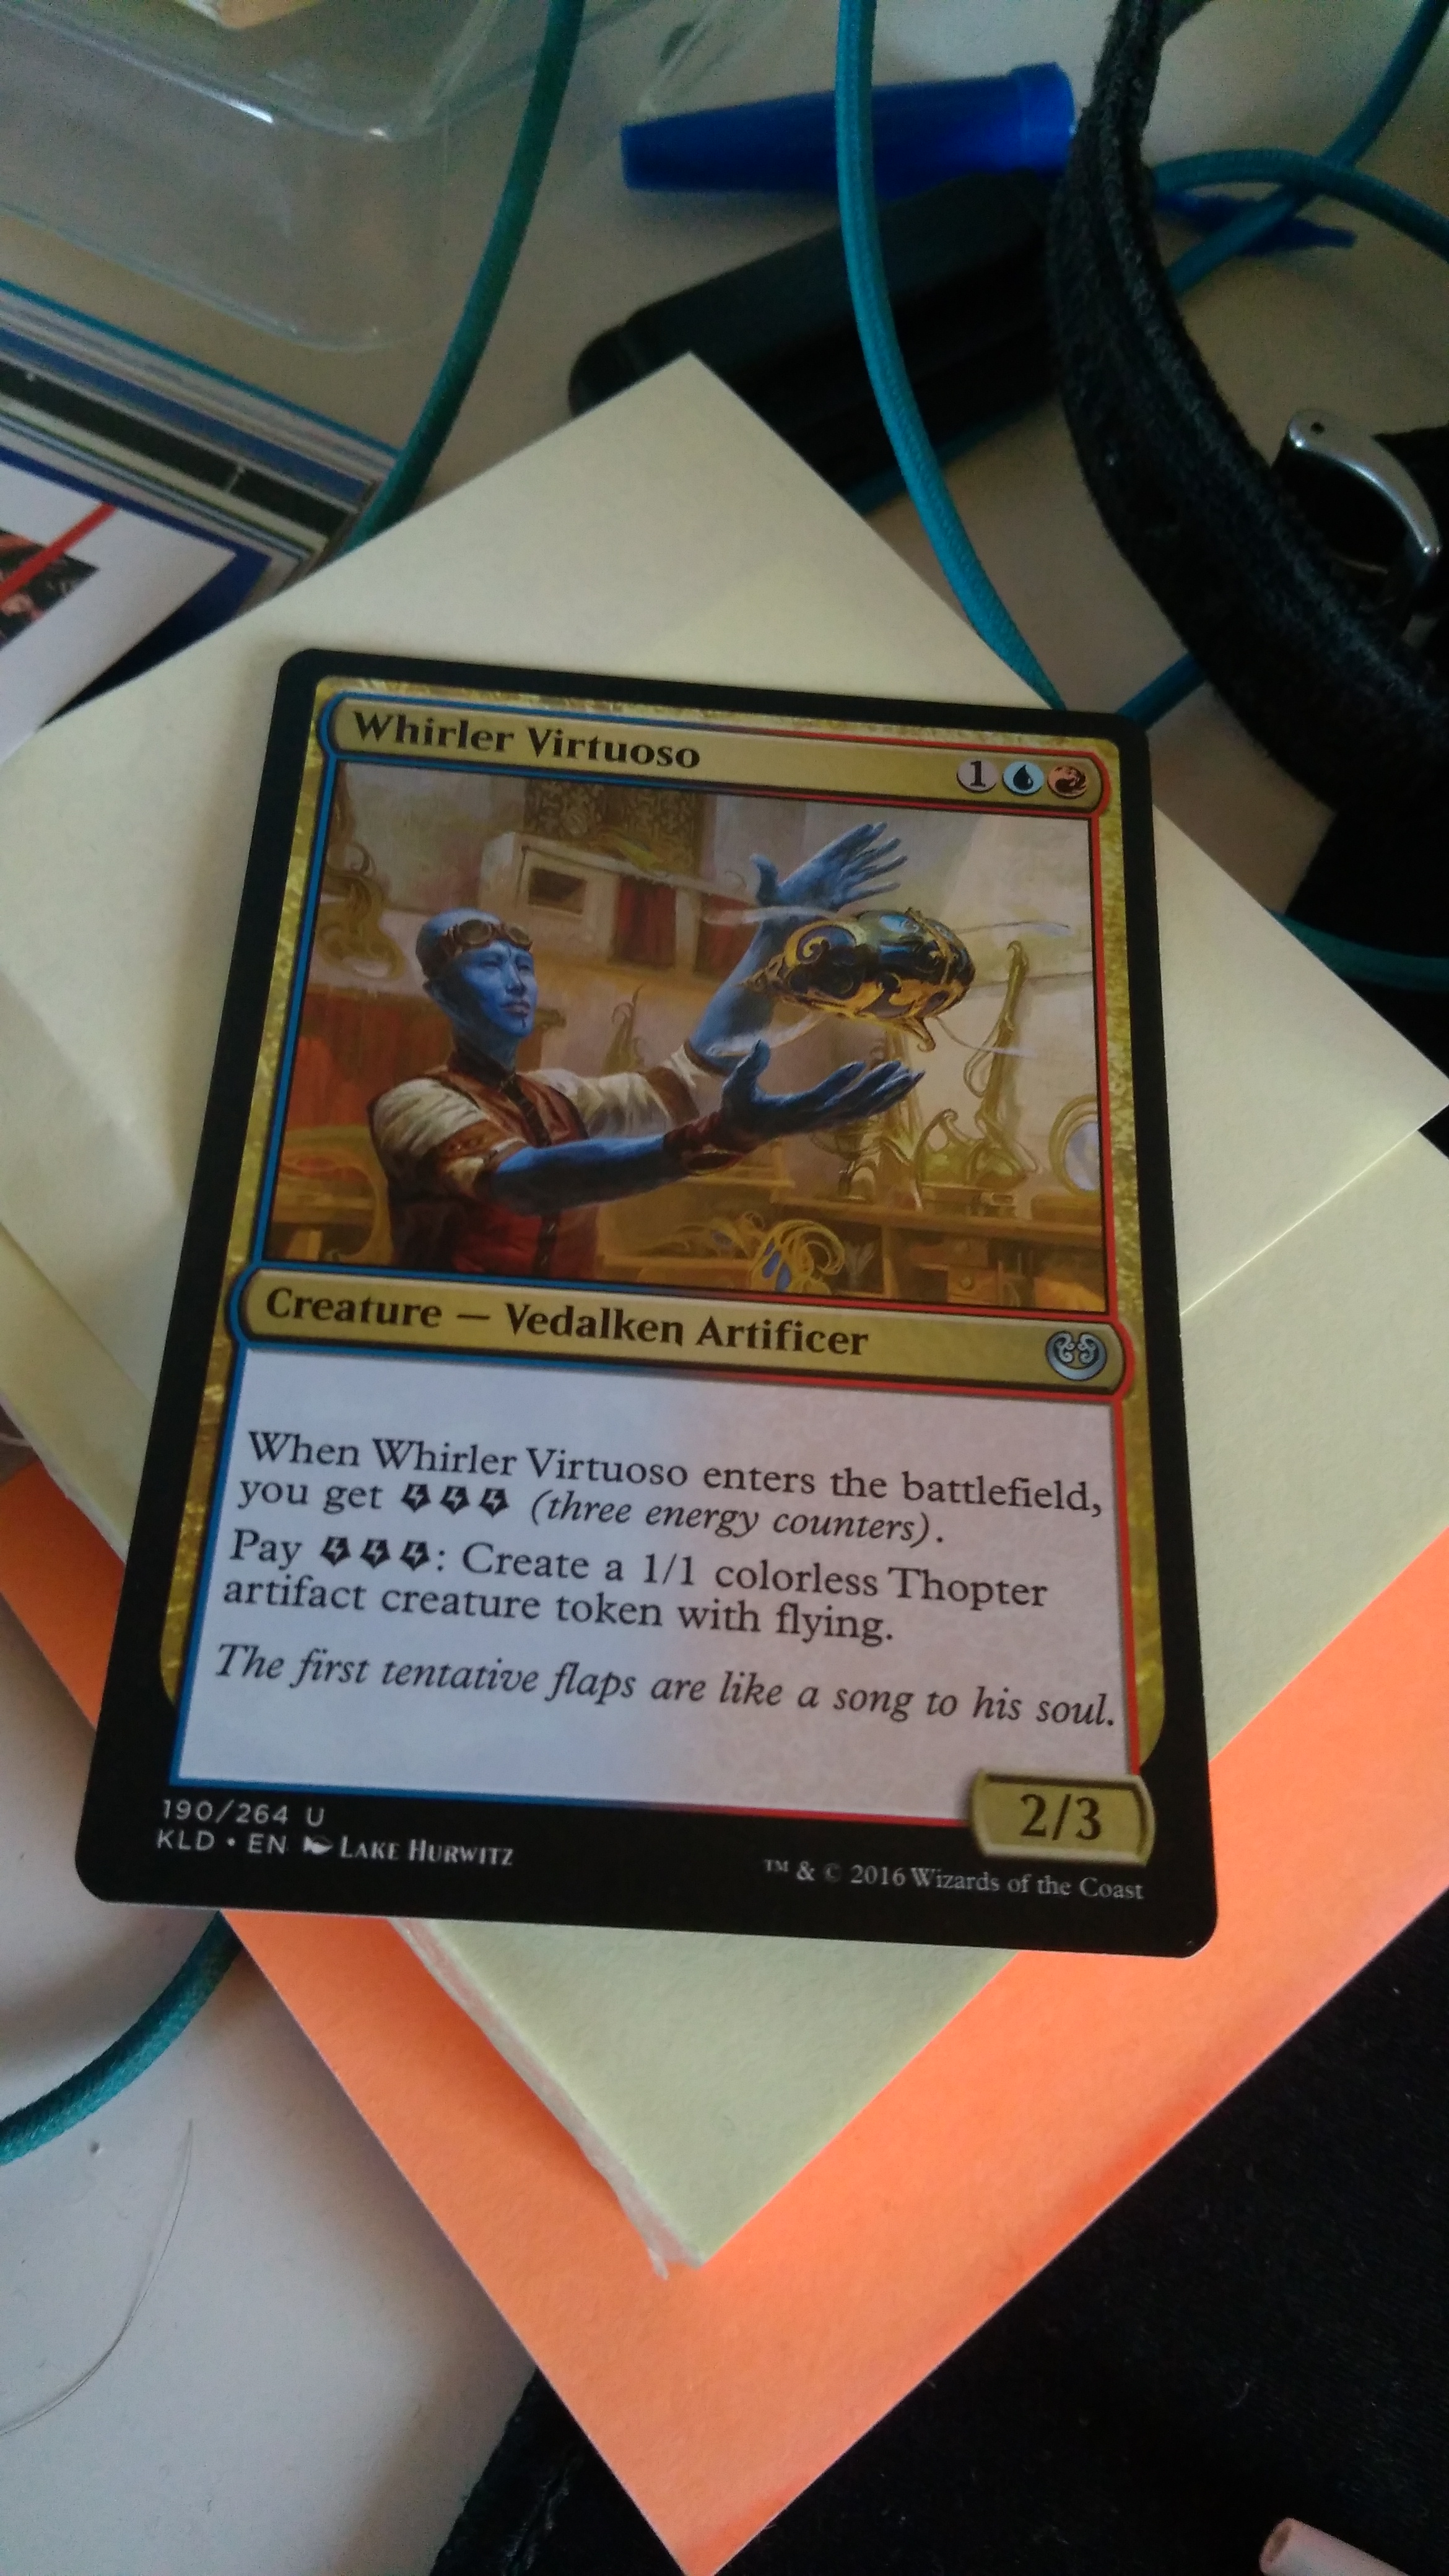 Whirler Virtuoso
1
Creature — Vedalken Artificer
When Whirler Virtuoso enters the battlefield,
you get (three energy counters).
Pay : Create a 1/1 colorless Thopter
artifact creature token with flying.
The first tentative flaps are like a song to his soul.
2/3
190/264 U
KLD • EN LAKE HURWITZ
™ & © 2016 Wizards of the Coast